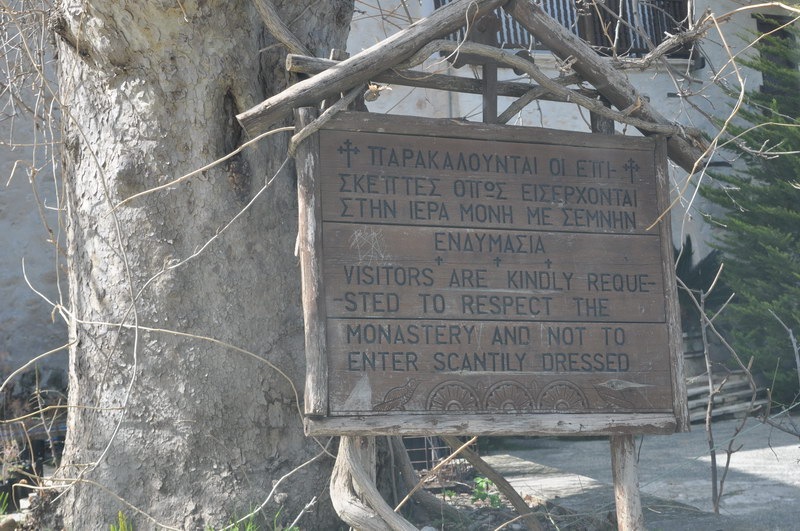 ΠΑΡΑΚΑΛΟΥΝΤΑΙ ΟΙ ΕΠΙ-
ΣΚΕΠΤΕΣ ΟΠΩΣ ΕΙΣΕΡΧΟΝΤΑΙ
ΣΤΗΝ ΙΕΡΑ ΜΟΝΗ ΜΕ ΣΕΜΝΗΝ
ΕΝΔΥΜΑΣΙΑ
VISITORS ARE KINDLY REQUE-
-STED TO RESPECT THE
MONASTERY AND NOT TO
ENTER SCANTILY DRESSED